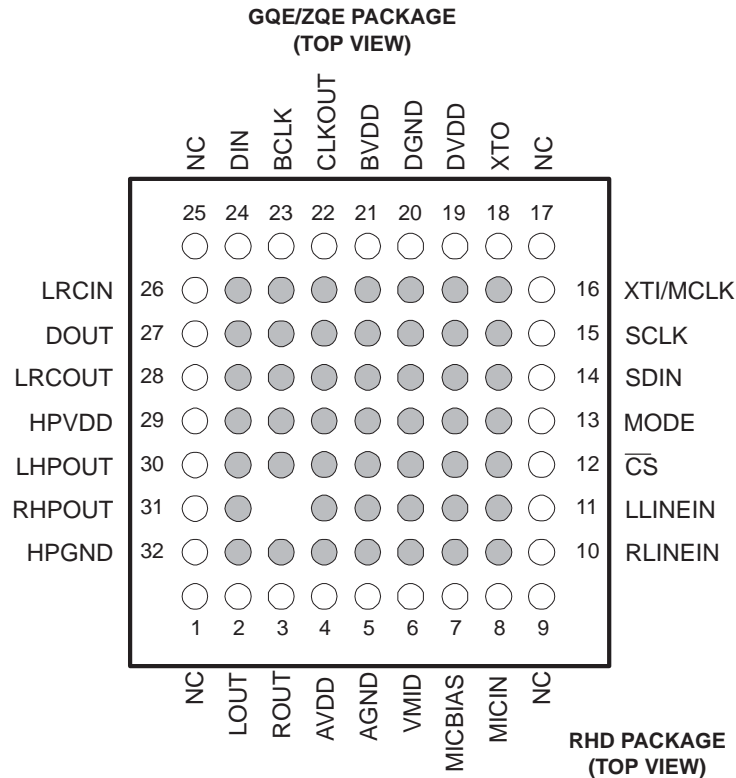 GQE/ZQE PACKAGE
(TOP VIEW)
NC DIN BCLK CLKOUT BVDD DGND DVDD XTO NC
25 24 23 22 21 20 19 18 17
LRCIN 26 16 XTI/MCLK
DOUT 27 15 SCLK
LRCOUT 28 14 SDIN
HPVDD 29 13 MODE
LHPOUT 30 12 C̅S̅
RHPOUT 31 11 LLINEIN
HPGND 32 10 RLINEIN
1 2 3 4 5 6 7 8 9
NC LOUT ROUT AVDD AGND VMID MICBIAS MICIN NC
RHD PACKAGE
(TOP VIEW)